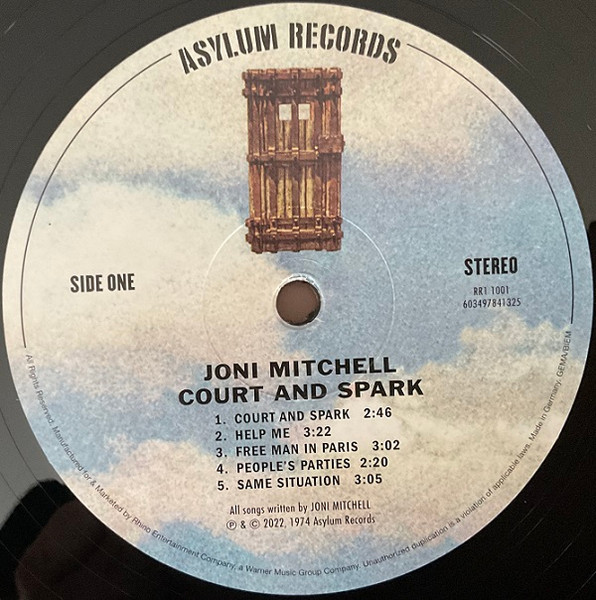 ASYLUM RECORDS
SIDE ONE
STEREO
RR1 1001
603497841325
JONI MITCHELL
COURT AND SPARK
1. COURT AND SPARK 2:46
2. HELP ME 3:22
3. FREE MAN IN PARIS 3:02
4. PEOPLE'S PARTIES 2:20
5. SAME SITUATION 3:05
All songs written by JONI MITCHELL
℗ & © 2022, 1974 Asylum Records
All Rights Reserved. Manufactured for & Marketed by Rhino Entertainment Company, a Warner Music Group Company. Unauthorized duplication is a violation of applicable laws. Made in Germany. GEMA/BIEM